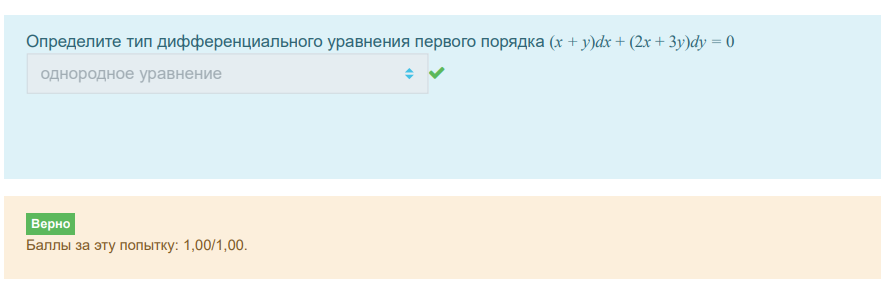 Определите тип дифференциального уравнения первого порядка (x + y)dx + (2x + 3y)dy = 0
однородное уравнение
Верно
Баллы за эту попытку: 1,00/1,00.